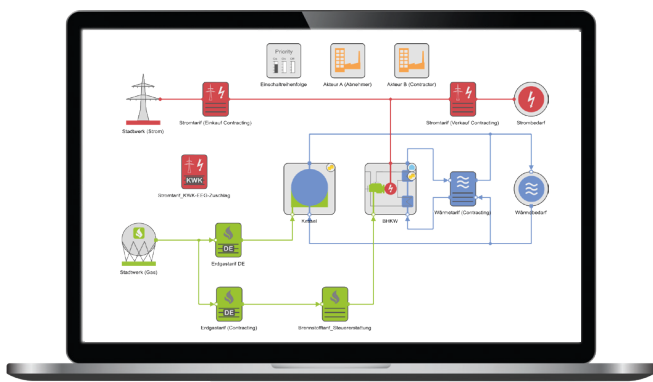 Priority
Einschaltreihenfolge
Akteur A (Abnehmer)
Akteur B (Contractor)
Stadtwerk (Strom)
Stromtarif (Einkauf Contracting)
Stromtarif (Verkauf Contracting)
Strombedarf
KWK
Stromtarif_KWK-EEG-Zuschlag
Kessel
BHKW
Wärmetarif (Contracting)
Wärmebedarf
Stadtwerk (Gas)
DE
Erdgastarif DE
DE
Erdgastarif (Contracting)
Brennstofftarif_Steuererstattung